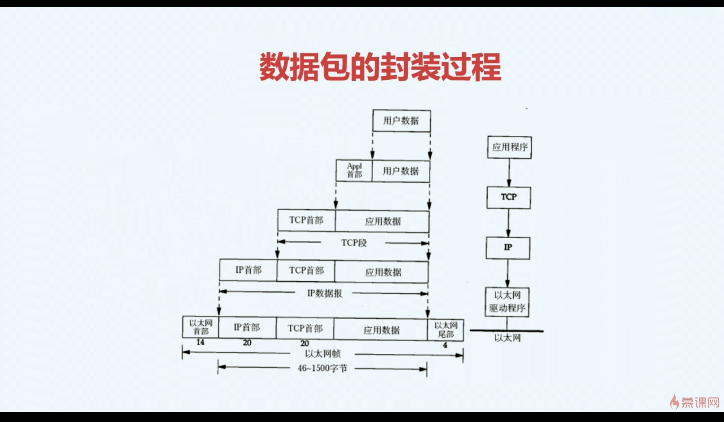 数据包的封装过程
用户数据
Appl
首部
用户数据
TCP首部
应用数据
TCP段
IP首部
TCP首部
应用数据
IP数据报
以太网
首部
IP首部
TCP首部
应用数据
以太网
尾部
14
20
20
4
以太网帧
46~1500字节
应用程序
TCP
IP
以太网
驱动程序
以太网
慕课网